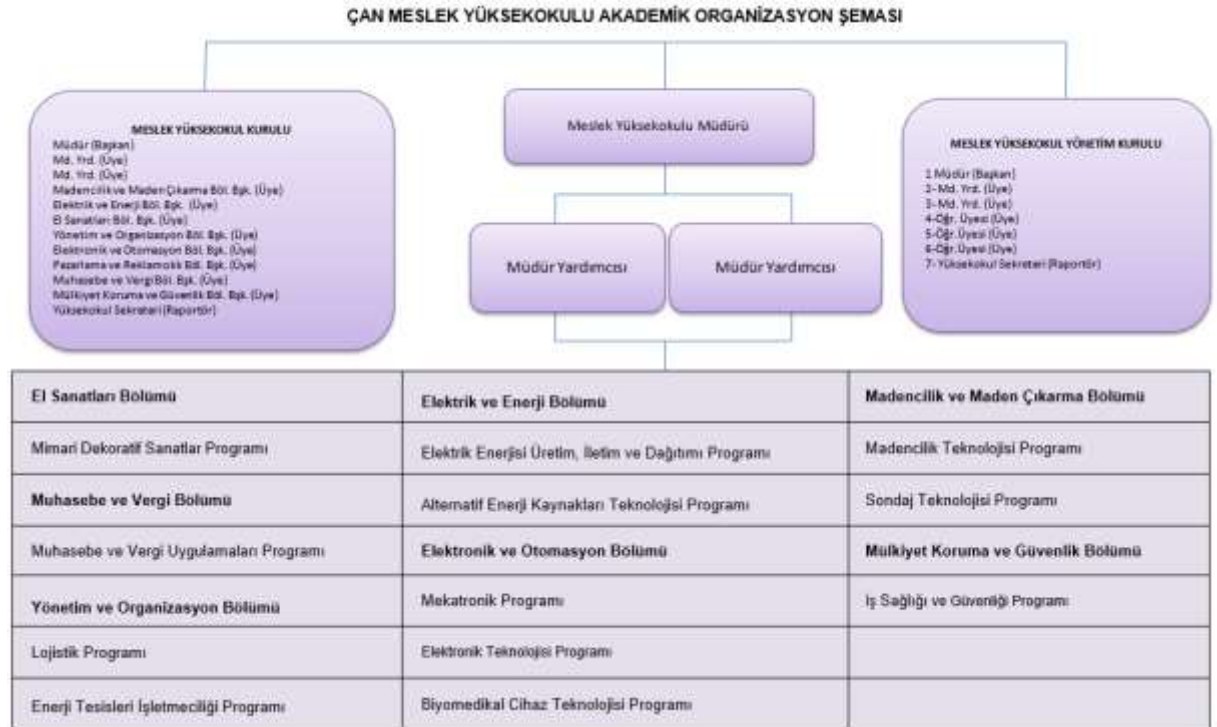 ÇAN MESLEK YÜKSEKOKULU AKADEMİK ORGANİZASYON ŞEMASI
MESLEK YÜKSEKOKUL KURULU
Müdür (Başkan)
Md. Yrd. (Üye)
Md. Yrd. (Üye)
Madencilik ve Maden Çıkarma Böl. Bşk. (Üye)
Elektrik ve Enerji Böl. Bşk. (Üye)
El Sanatları Böl. Bşk. (Üye)
Yönetim ve Organizasyon Böl. Bşk. (Üye)
Elektronik ve Otomasyon Böl. Bşk. (Üye)
Pazarlama ve Reklamcılık Böl. Bşk. (Üye)
Muhasebe ve Vergi Böl. Bşk. (Üye)
Mülkiyet Koruma ve Güvenlik Böl. Bşk. (Üye)
Yüksekokul Sekreteri (Raportör)
Meslek Yüksekokulu Müdürü
Müdür Yardımcısı
Müdür Yardımcısı
MESLEK YÜKSEKOKUL YÖNETİM KURULU
1 Müdür (Başkan)
2- Md. Yrd. (Üye)
3- Md. Yrd. (Üye)
4-Öğr. Üyesi (Üye)
5-Öğr. Üyesi (Üye)
6-Öğr. Üyesi (Üye)
7- Yüksekokul Sekreteri (Raportör)
El Sanatları Bölümü
Elektrik ve Enerji Bölümü
Madencilik ve Maden Çıkarma Bölümü
Mimari Dekoratif Sanatlar Programı
Elektrik Enerjisi Üretim, İletim ve Dağıtımı Programı
Madencilik Teknolojisi Programı
Muhasebe ve Vergi Bölümü
Alternatif Enerji Kaynakları Teknolojisi Programı
Sondaj Teknolojisi Programı
Muhasebe ve Vergi Uygulamaları Programı
Elektronik ve Otomasyon Bölümü
Mülkiyet Koruma ve Güvenlik Bölümü
Yönetim ve Organizasyon Bölümü
Mekatronik Programı
İş Sağlığı ve Güvenliği Programı
Lojistik Programı
Elektronik Teknolojisi Programı
Enerji Tesisleri İşletmeciliği Programı
Biyomedikal Cihaz Teknolojisi Programı